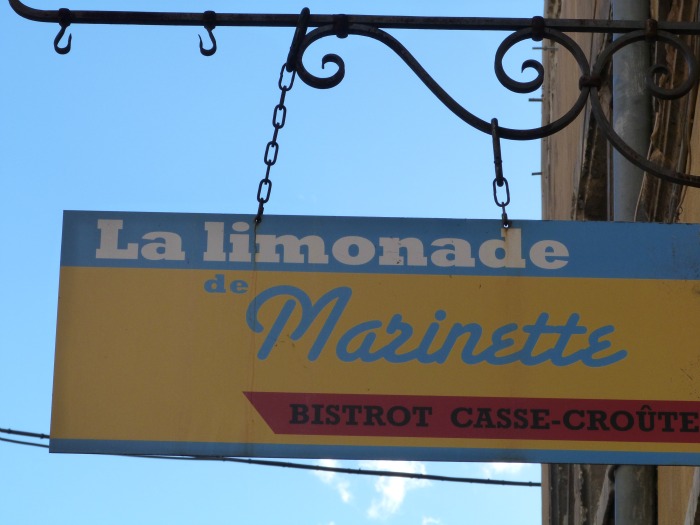 La limonade
de
Marinette
BISTROT CASSE-CROÛTE